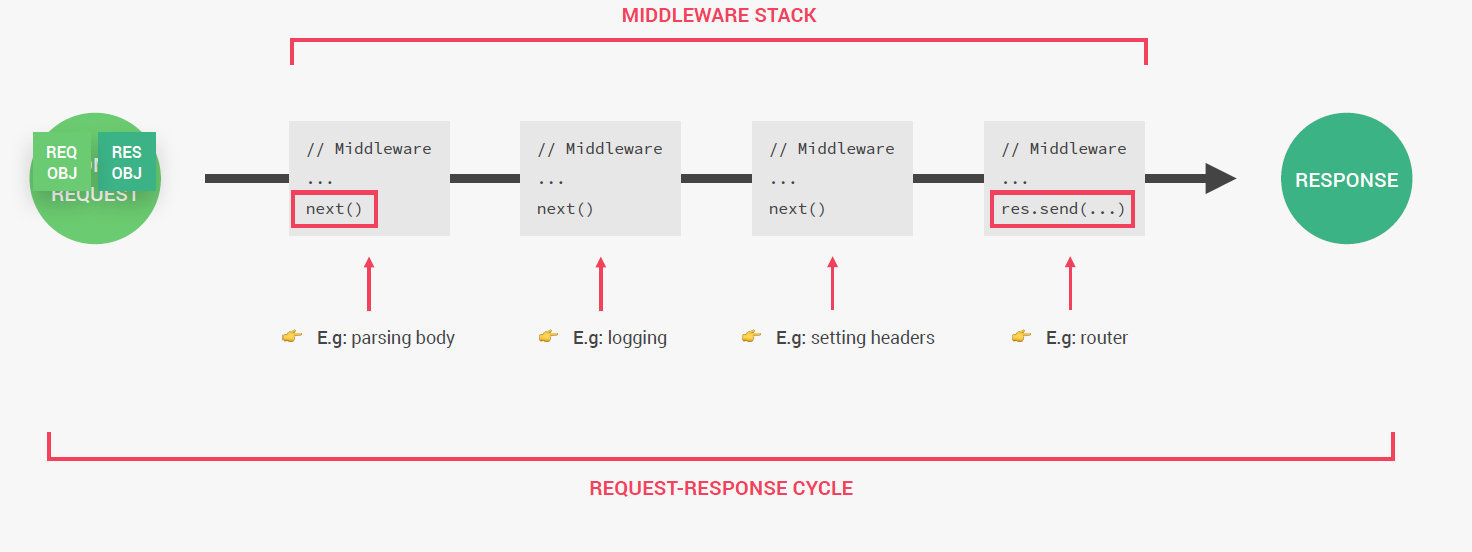 MIDDLEWARE STACK
REQ
OBJ
RES
OBJ
REQUEST
// Middleware
...
next()
// Middleware
...
next()
// Middleware
...
next()
// Middleware
...
res.send(...)
RESPONSE
👉 E.g: parsing body
👉 E.g: logging
👉 E.g: setting headers
👉 E.g: router
REQUEST-RESPONSE CYCLE